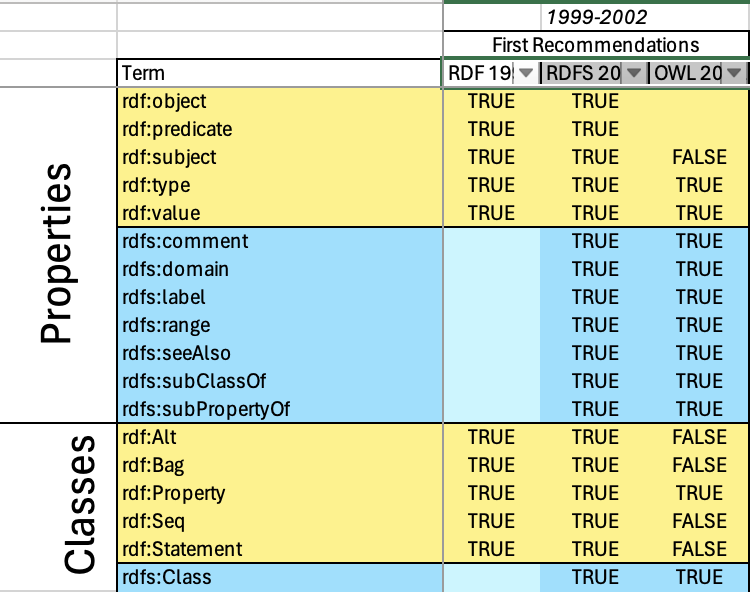 1999-2002
First Recommendations
Term RDF 19 RDFS 20 OWL 20
Properties
rdf:object TRUE TRUE
rdf:predicate TRUE TRUE
rdf:subject TRUE TRUE FALSE
rdf:type TRUE TRUE TRUE
rdf:value TRUE TRUE TRUE
rdfs:comment TRUE TRUE
rdfs:domain TRUE TRUE
rdfs:label TRUE TRUE
rdfs:range TRUE TRUE
rdfs:seeAlso TRUE TRUE
rdfs:subClassOf TRUE TRUE
rdfs:subPropertyOf TRUE TRUE
Classes
rdf:Alt TRUE TRUE FALSE
rdf:Bag TRUE TRUE FALSE
rdf:Property TRUE TRUE TRUE
rdf:Seq TRUE TRUE FALSE
rdf:Statement TRUE TRUE FALSE
rdfs:Class TRUE TRUE